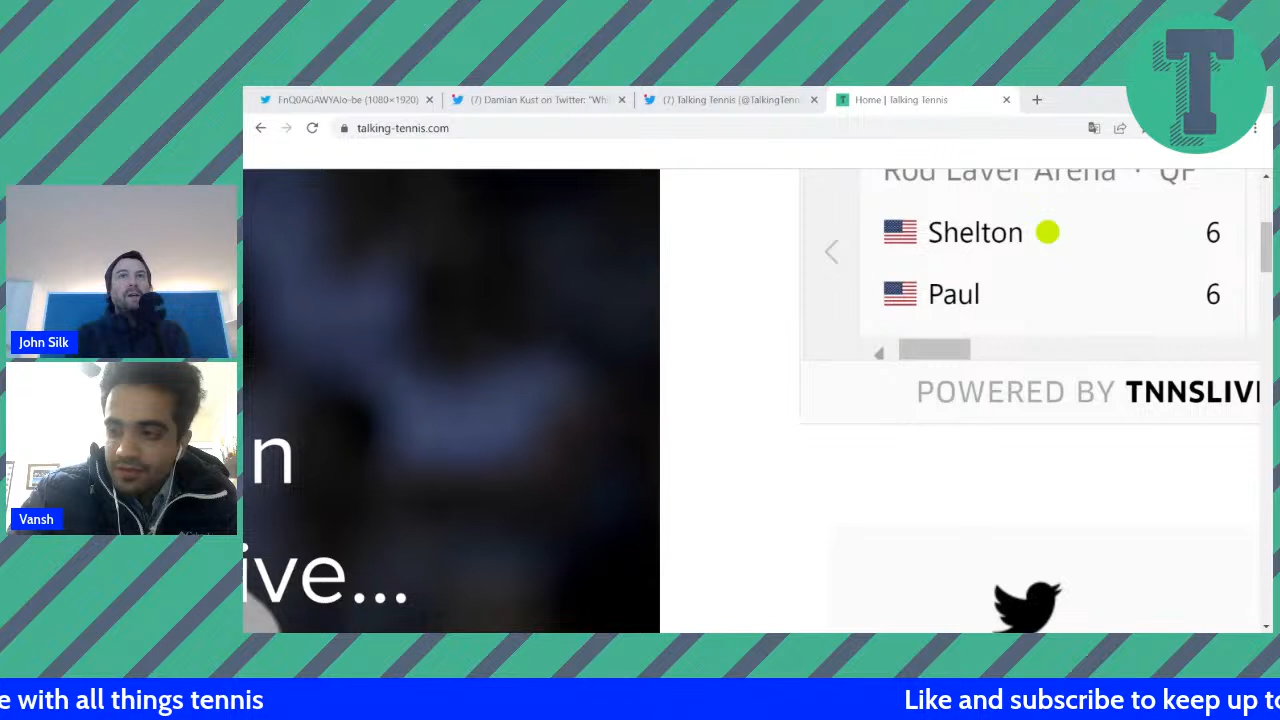 FnQ0AGAWYAIo-be (1080×1920)
(7) Damian Kust on Twitter: "Whi
(7) Talking Tennis (@TalkingTenn
Home | Talking Tennis
talking-tennis.com
T
Rod Laver Arena · QF
Shelton 6
Paul 6
POWERED BY TNNSLIVE
n
ive...
John Silk
Vansh
e with all things tennis
Like and subscribe to keep up to